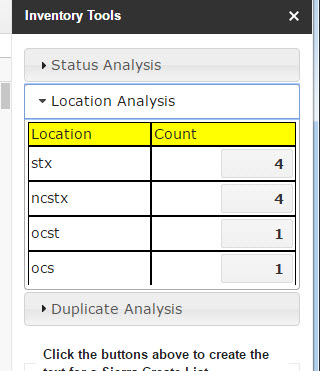 Inventory Tools ×
Status Analysis
Location Analysis
Location Count
stx 4
ncstx 4
ocst 1
ocs 1
Duplicate Analysis
Click the buttons above to create the
text for a Sierra Create List